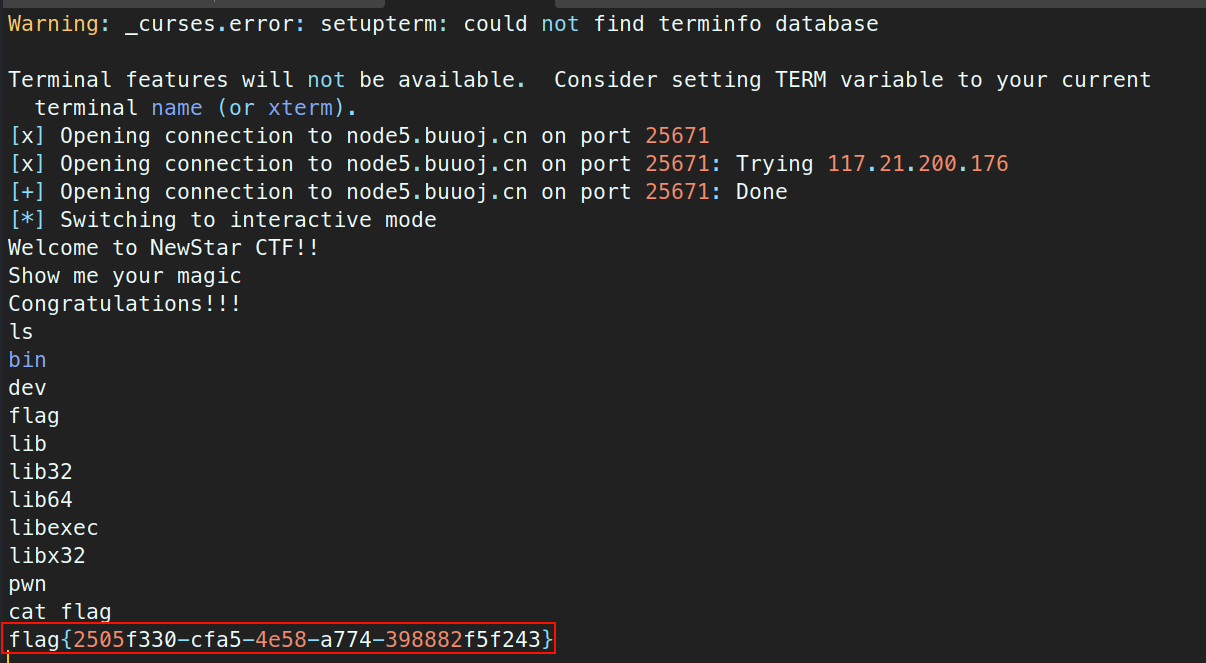 Warning: _curses.error: setupterm: could not find terminfo database
Terminal features will not be available.  Consider setting TERM variable to your current
terminal name (or xterm).
[x] Opening connection to node5.buuoj.cn on port 25671
[x] Opening connection to node5.buuoj.cn on port 25671: Trying 117.21.200.176
[+] Opening connection to node5.buuoj.cn on port 25671: Done
[*] Switching to interactive mode
Welcome to NewStar CTF!!
Show me your magic
Congratulations!!!
ls
bin
dev
flag
lib
lib32
lib64
libexec
libx32
pwn
cat flag
flag{2505f330-cfa5-4e58-a774-398882f5f243}